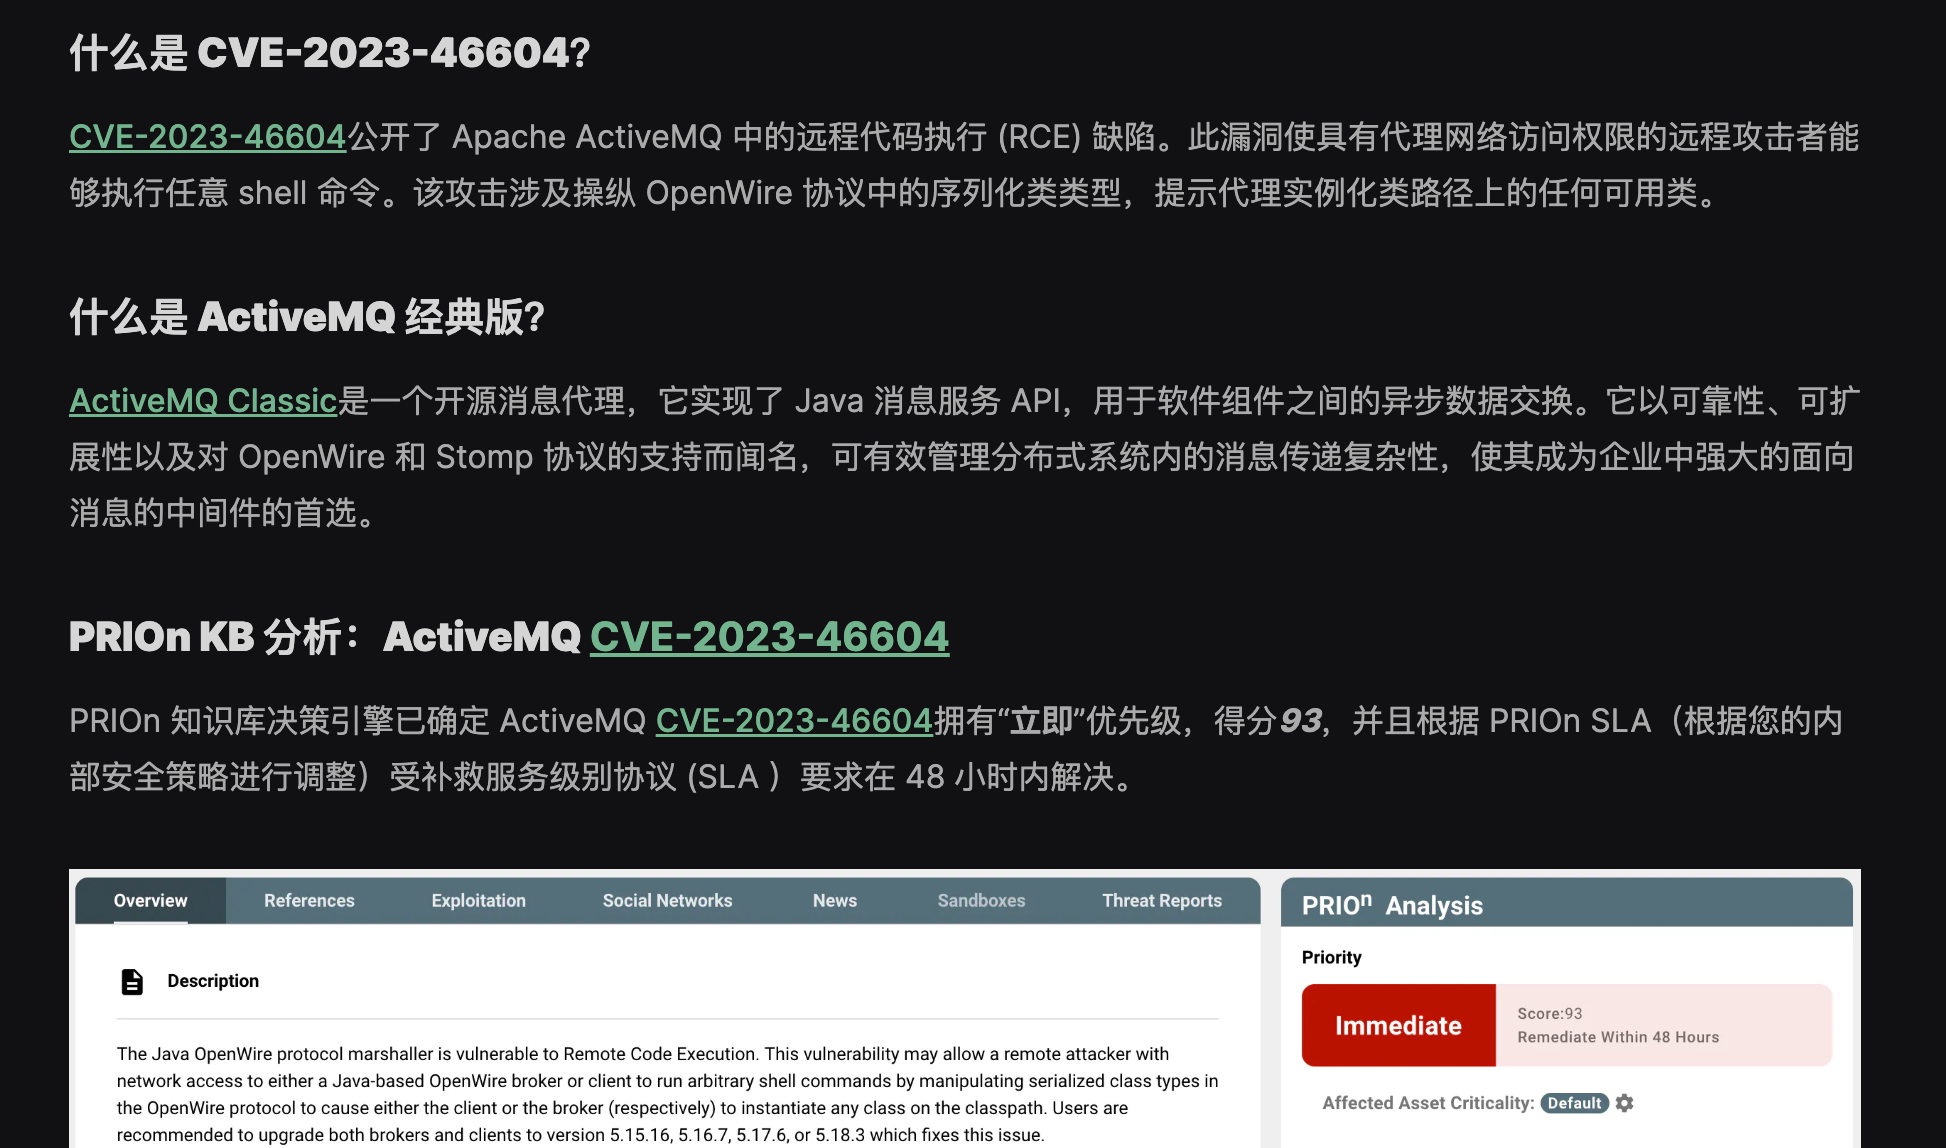 什么是 CVE-2023-46604?
CVE-2023-46604公开了 Apache ActiveMQ 中的远程代码执行 (RCE) 缺陷。此漏洞使具有代理网络访问权限的远程攻击者能
够执行任意 shell 命令。该攻击涉及操纵 OpenWire 协议中的序列化类类型，提示代理实例化类路径上的任何可用类。
什么是 ActiveMQ 经典版?
ActiveMQ Classic是一个开源消息代理，它实现了 Java 消息服务 API，用于软件组件之间的异步数据交换。它以可靠性、可扩
展性以及对 OpenWire 和 Stomp 协议的支持而闻名，可有效管理分布式系统内的消息传递复杂性，使其成为企业中强大的面向
消息的中间件的首选。
PRIOn KB 分析：ActiveMQ CVE-2023-46604
PRIOn 知识库决策引擎已确定 ActiveMQ CVE-2023-46604拥有“立即”优先级，得分93，并且根据 PRIOn SLA（根据您的内
部安全策略进行调整）受补救服务级别协议 (SLA ）要求在 48 小时内解决。
Overview References Exploitation Social Networks News Sandboxes Threat Reports
Description
The Java OpenWire protocol marshaller is vulnerable to Remote Code Execution. This vulnerability may allow a remote attacker with
network access to either a Java-based OpenWire broker or client to run arbitrary shell commands by manipulating serialized class types in
the OpenWire protocol to cause either the client or the broker (respectively) to instantiate any class on the classpath. Users are
recommended to upgrade both brokers and clients to version 5.15.16, 5.16.7, 5.17.6, or 5.18.3 which fixes this issue.
PRIOⁿ Analysis
Priority
Immediate
Score:93
Remediate Within 48 Hours
Affected Asset Criticality: Default